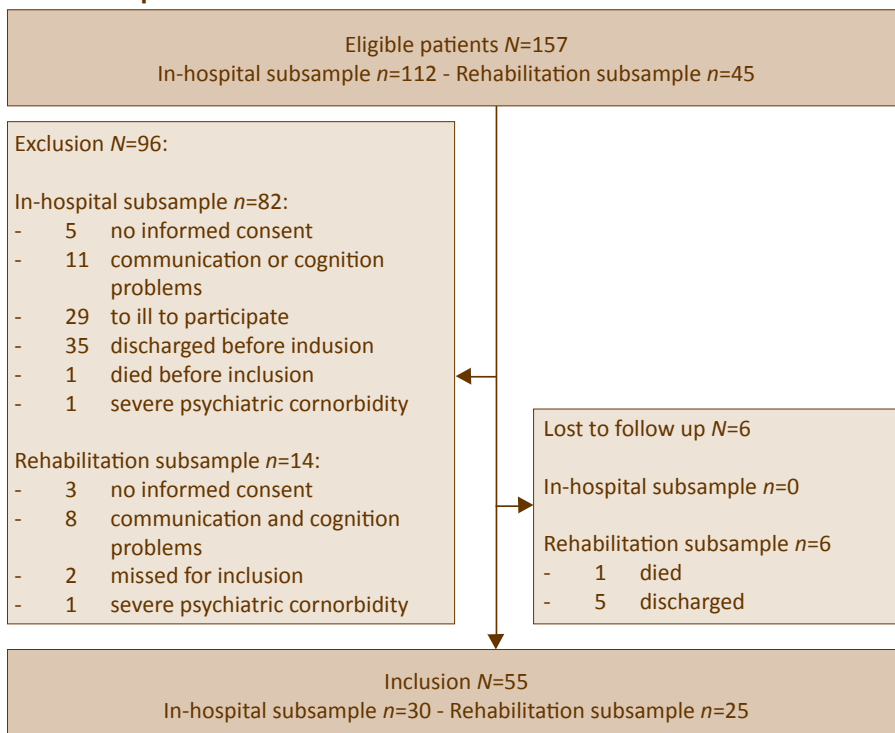 Eligible patients N=157
In-hospital subsample n=112 - Rehabilitation subsample n=45
Exclusion N=96:
In-hospital subsample n=82:
- 5 no informed consent
- 11 communication or cognition
problems
- 29 to ill to participate
- 35 discharged before indusion
- 1 died before inclusion
- 1 severe psychiatric cornorbidity
Rehabilitation subsample n=14:
- 3 no informed consent
- 8 communication and cognition
problems
- 2 missed for inclusion
- 1 severe psychiatric cornorbidity
Lost to follow up N=6
In-hospital subsample n=0
Rehabilitation subsample n=6
- 1 died
- 5 discharged
Inclusion N=55
In-hospital subsample n=30 - Rehabilitation subsample n=25